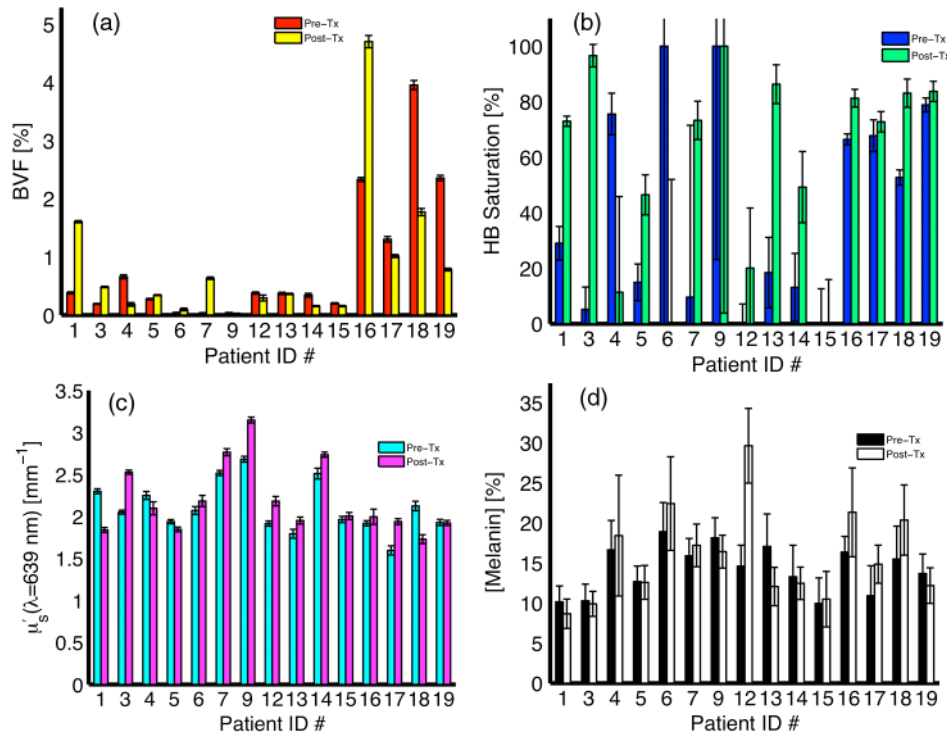 (a)
Pre-Tx
Post-Tx
BVF [%]
5
4
3
2
1
0
1 3 4 5 6 7 9 12 13 14 15 16 17 18 19
Patient ID #
(b)
Pre-Tx
Post-Tx
HB Saturation [%]
100
80
60
40
20
0
1 3 4 5 6 7 9 12 13 14 15 16 17 18 19
Patient ID #
(c)
Pre-Tx
Post-Tx
μ's(λ=639 nm) [mm⁻¹]
3.5
3
2.5
2
1.5
1
0.5
0
1 3 4 5 6 7 9 12 13 14 15 16 17 18 19
Patient ID #
(d)
Pre-Tx
Post-Tx
[Melanin] [%]
35
30
25
20
15
10
5
0
1 3 4 5 6 7 9 12 13 14 15 16 17 18 19
Patient ID #